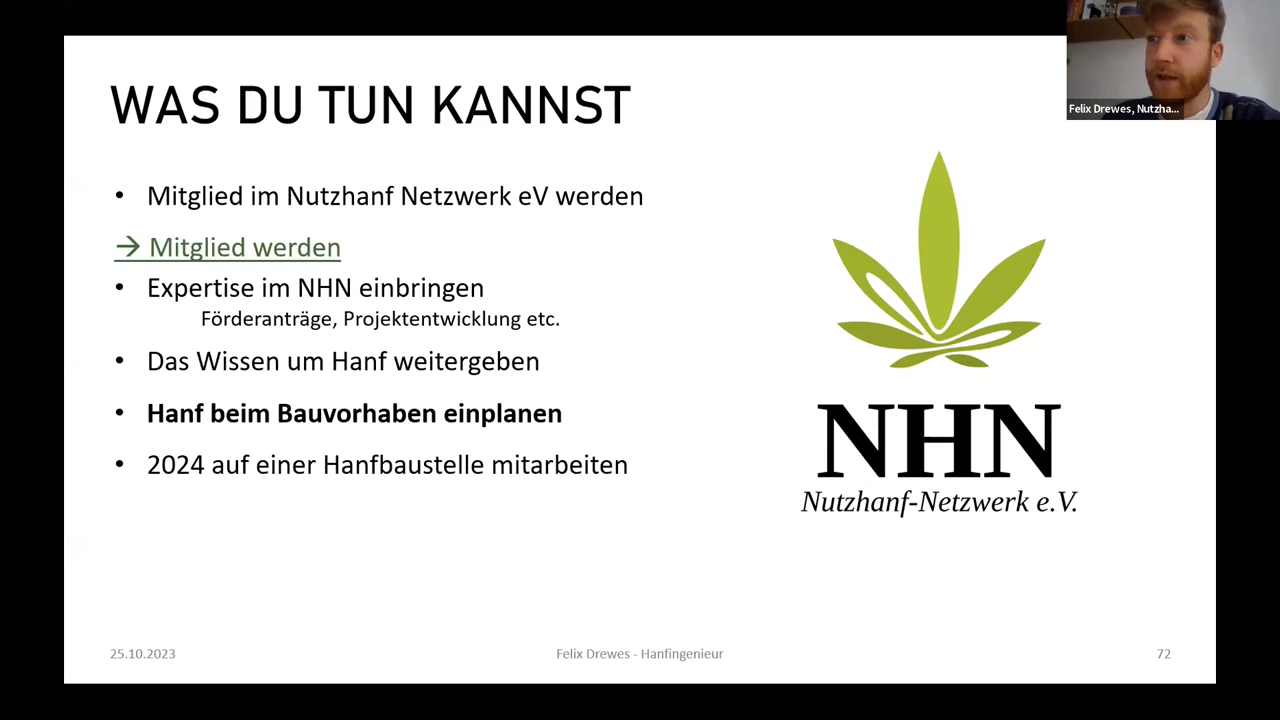 WAS DU TUN KANNST
• Mitglied im Nutzhanf Netzwerk eV werden
→ Mitglied werden
• Expertise im NHN einbringen
Förderanträge, Projektentwicklung etc.
• Das Wissen um Hanf weitergeben
• Hanf beim Bauvorhaben einplanen
• 2024 auf einer Hanfbaustelle mitarbeiten
NHN
Nutzhanf-Netzwerk e.V.
Felix Drewes, Nutzha...
25.10.2023
Felix Drewes - Hanfingenieur
72